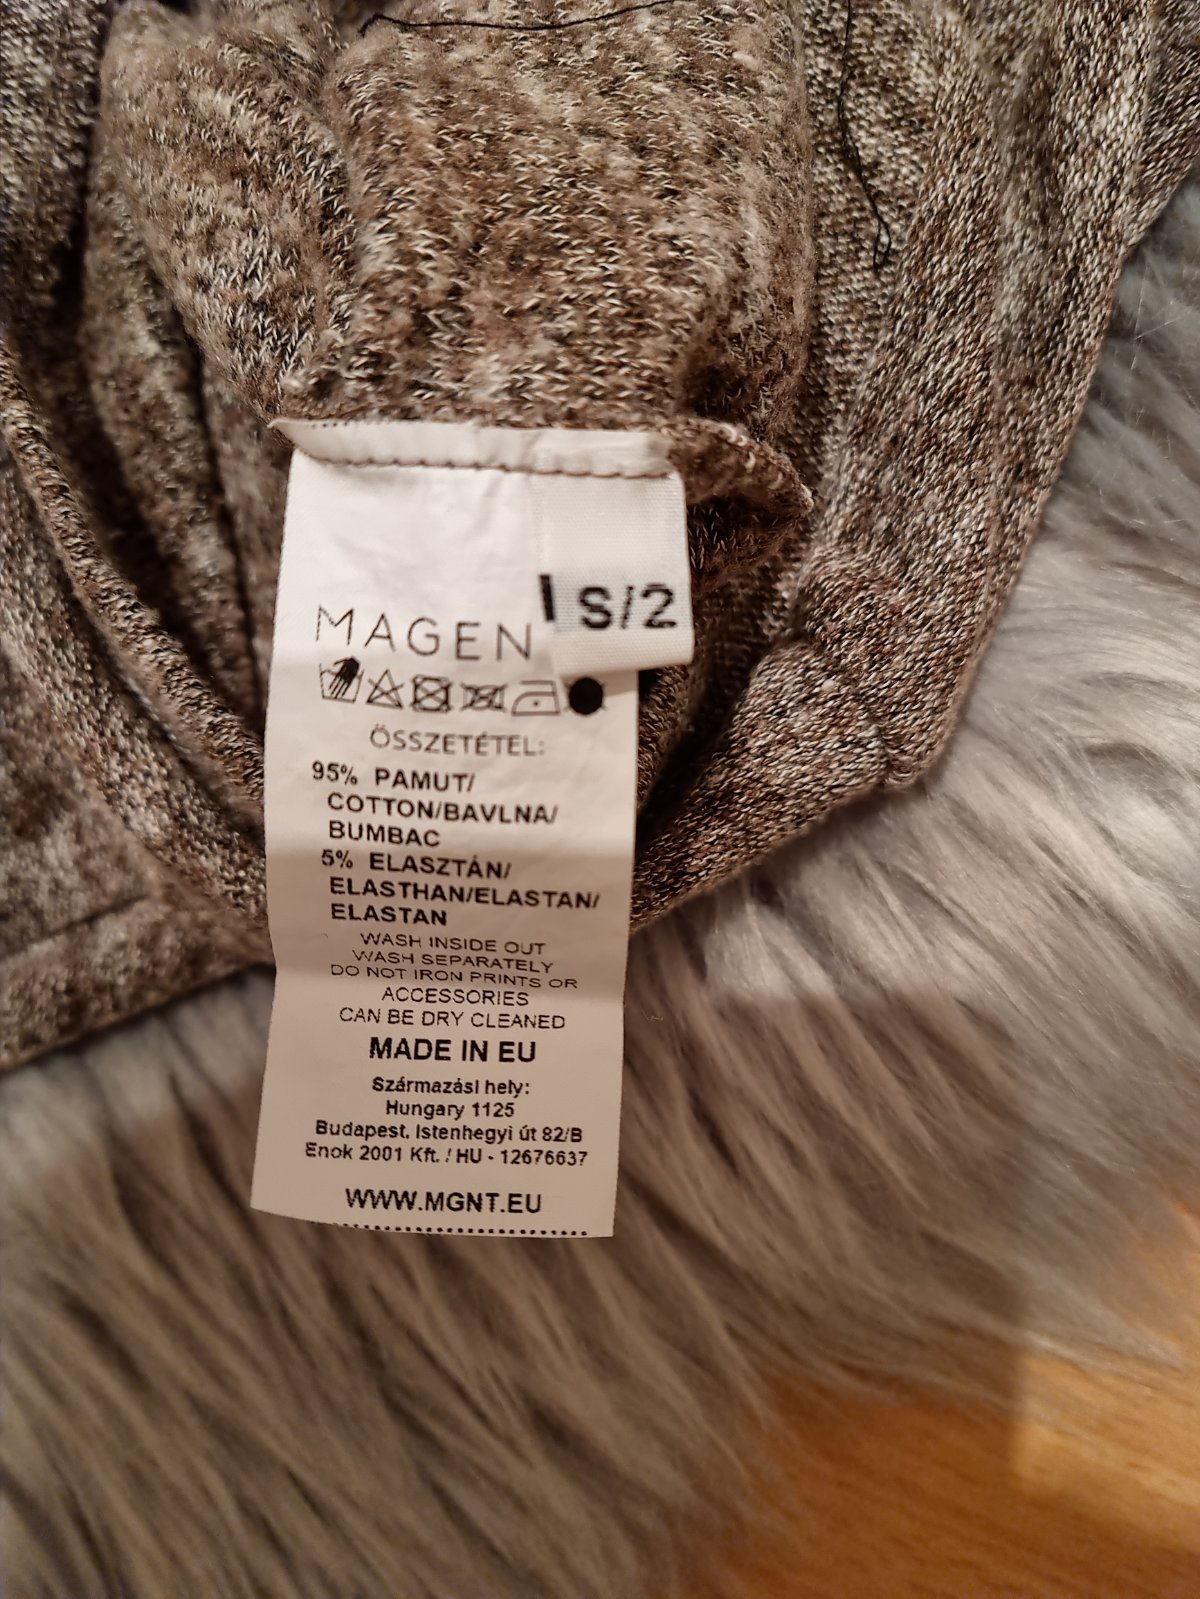 MAGEN
S/2
ÖSSZETÉTEL:
95% PAMUT/
COTTON/BAVLNA/
BUMBAC
5% ELASZTÁN/
ELASTHAN/ELASTAN/
ELASTAN
WASH INSIDE OUT
WASH SEPARATELY
DO NOT IRON PRINTS OR
ACCESSORIES
CAN BE DRY CLEANED
MADE IN EU
Származási hely:
Hungary 1125
Budapest, Istenhegyi út 82/B
Enok 2001 Kft. / HU - 12676637
WWW.MGNT.EU